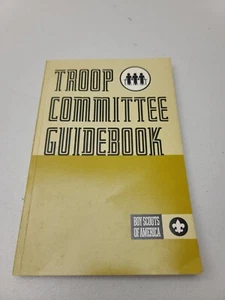 TROOP
COMMITTEE
GUIDEBOOK
BOY SCOUTS
OF AMERICA